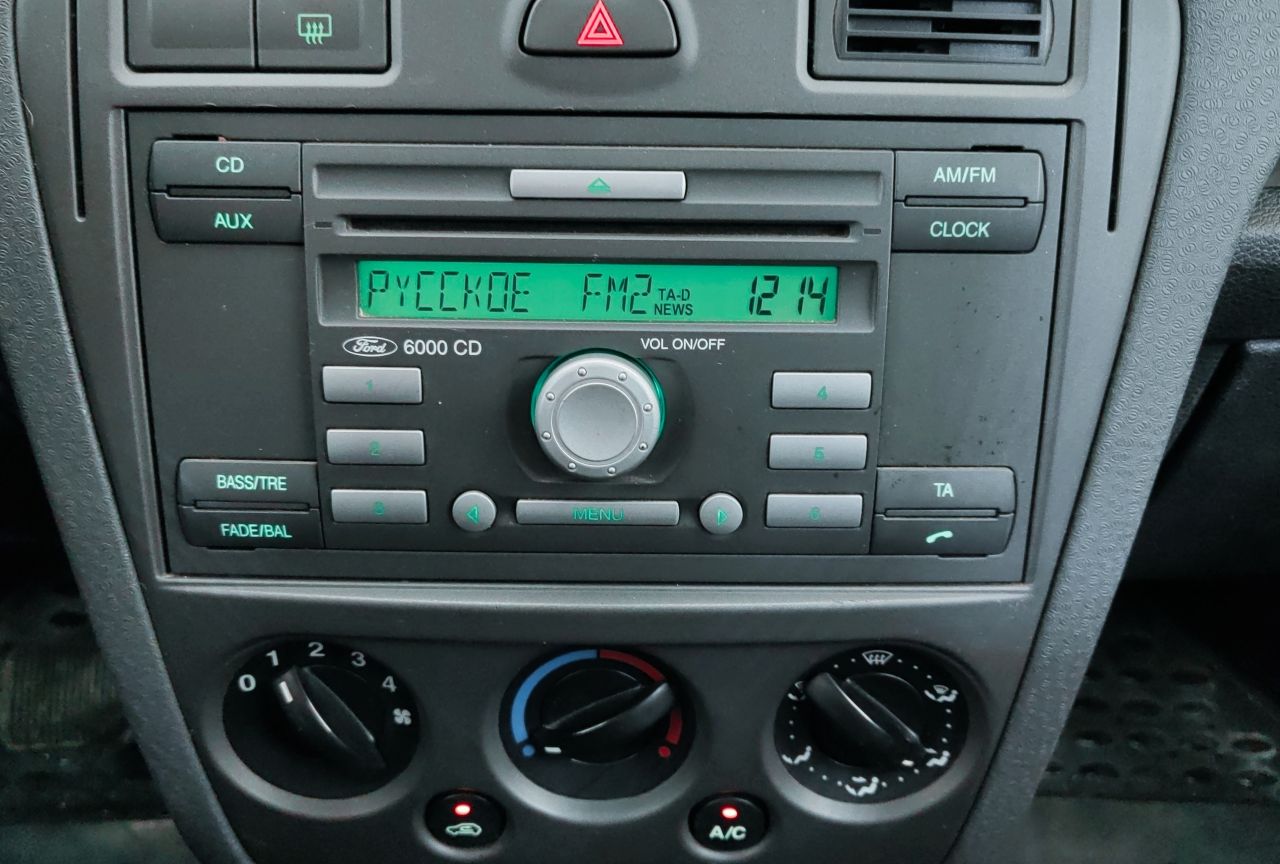 CD
AUX
AM/FM
CLOCK
PYCCKOE FM2 TA-D NEWS 12 14
Ford 6000 CD
VOL ON/OFF
1
4
2
5
3
6
BASS/TRE
FADE/BAL
MENU
TA
0 1 2 3 4
A/C